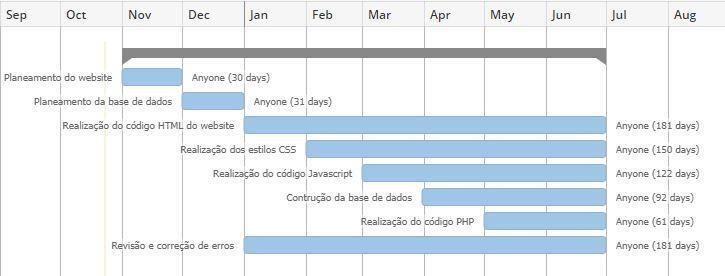 Sep Oct Nov Dec Jan Feb Mar Apr May Jun Jul Aug
Planeamento do website Anyone (30 days)
Planeamento da base de dados Anyone (31 days)
Realização do código HTML do website Anyone (181 days)
Realização dos estilos CSS Anyone (150 days)
Realização do código Javascript Anyone (122 days)
Contrução da base de dados Anyone (92 days)
Realização do código PHP Anyone (61 days)
Revisão e correção de erros Anyone (181 days)